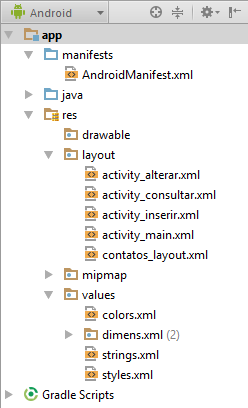 Android
app
manifests
AndroidManifest.xml
java
res
drawable
layout
activity_alterar.xml
activity_consultar.xml
activity_inserir.xml
activity_main.xml
contatos_layout.xml
mipmap
values
colors.xml
dimens.xml (2)
strings.xml
styles.xml
Gradle Scripts